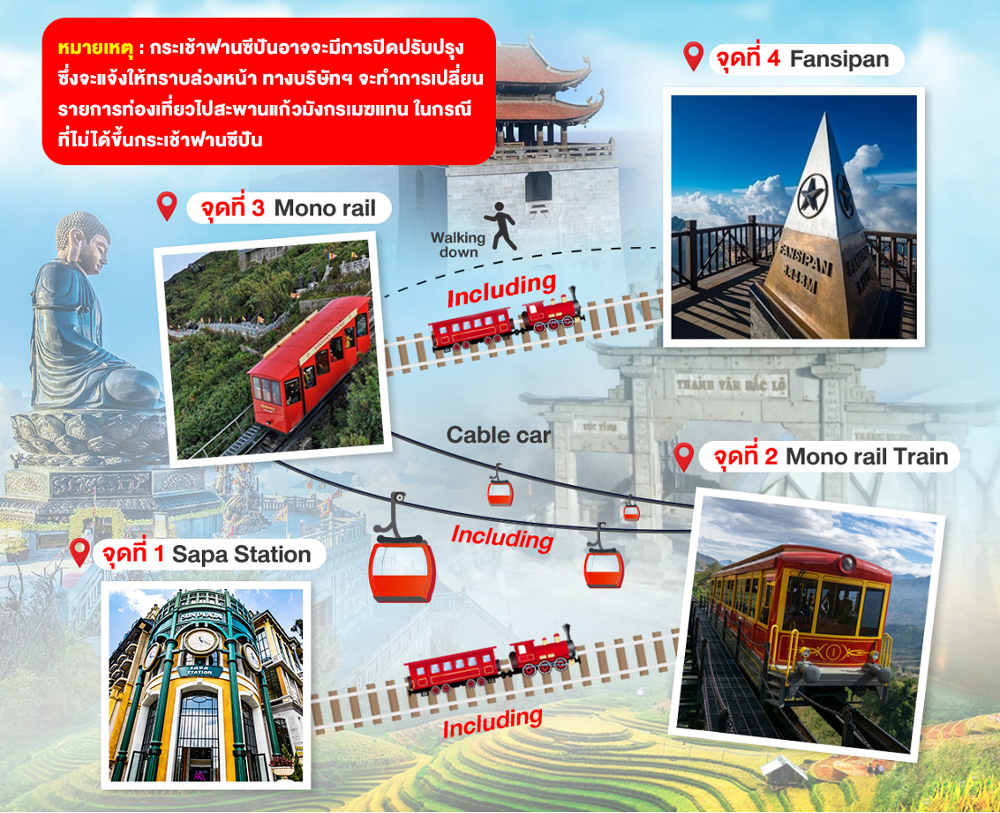 หมายเหตุ : กระเช้าฟานซีปันอาจจะมีการปิดปรับปรุง
ซึ่งจะแจ้งให้ทราบล่วงหน้า ทางบริษัทฯ จะทำการเปลี่ยน
รายการท่องเที่ยวไปสะพานแก้วมังกรเมฆแทน ในกรณี
ที่ไม่ได้ขึ้นกระเช้าฟานซีปัน
จุดที่ 4 Fansipan
FANSIPAN
3.143M
จุดที่ 3 Mono rail
Walking
down
Including
THANH VÂN ĐẮC LỘ
Cable car
จุดที่ 2 Mono rail Train
Including
จุดที่ 1 Sapa Station
SUN PLAZA
SAPA
STATION
Including